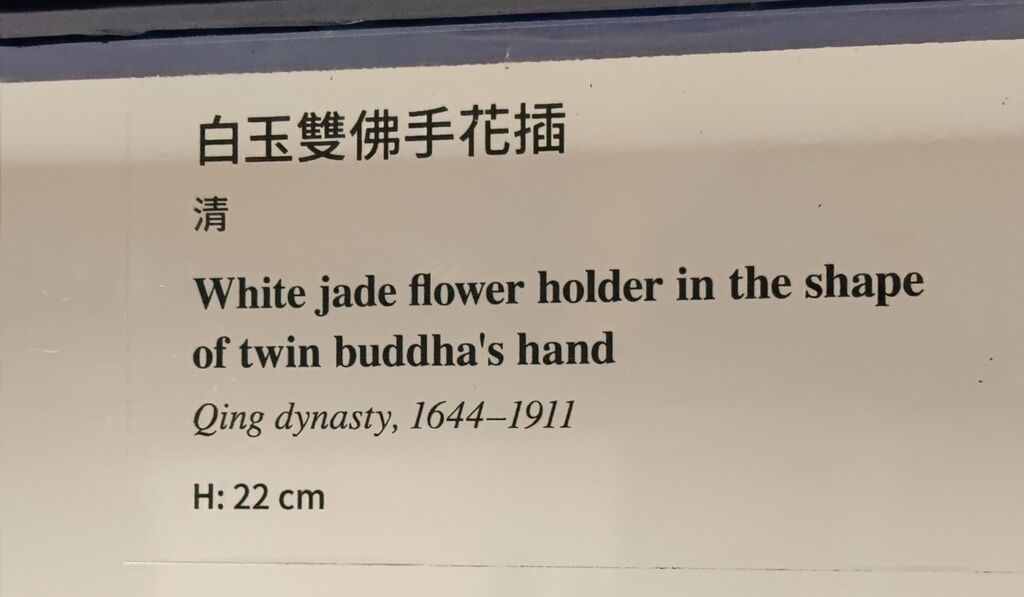 白玉雙佛手花插
清
White jade flower holder in the shape
of twin buddha's hand
Qing dynasty, 1644–1911
H: 22 cm